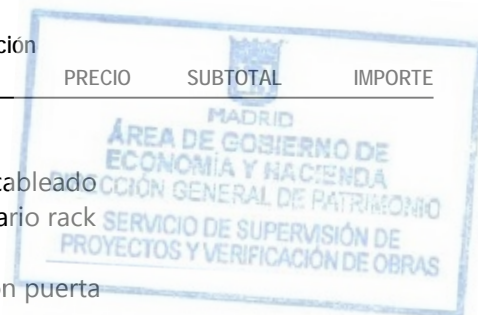 ción
PRECIO SUBTOTAL IMPORTE
MADRID
ÁREA DE GOBIERNO DE
ECONOMÍA Y HACIENDA
cableado
DIRECCIÓN GENERAL DE PATRIMONIO
ario rack
SERVICIO DE SUPERVISIÓN DE
PROYECTOS Y VERIFICACIÓN DE OBRAS
n puerta